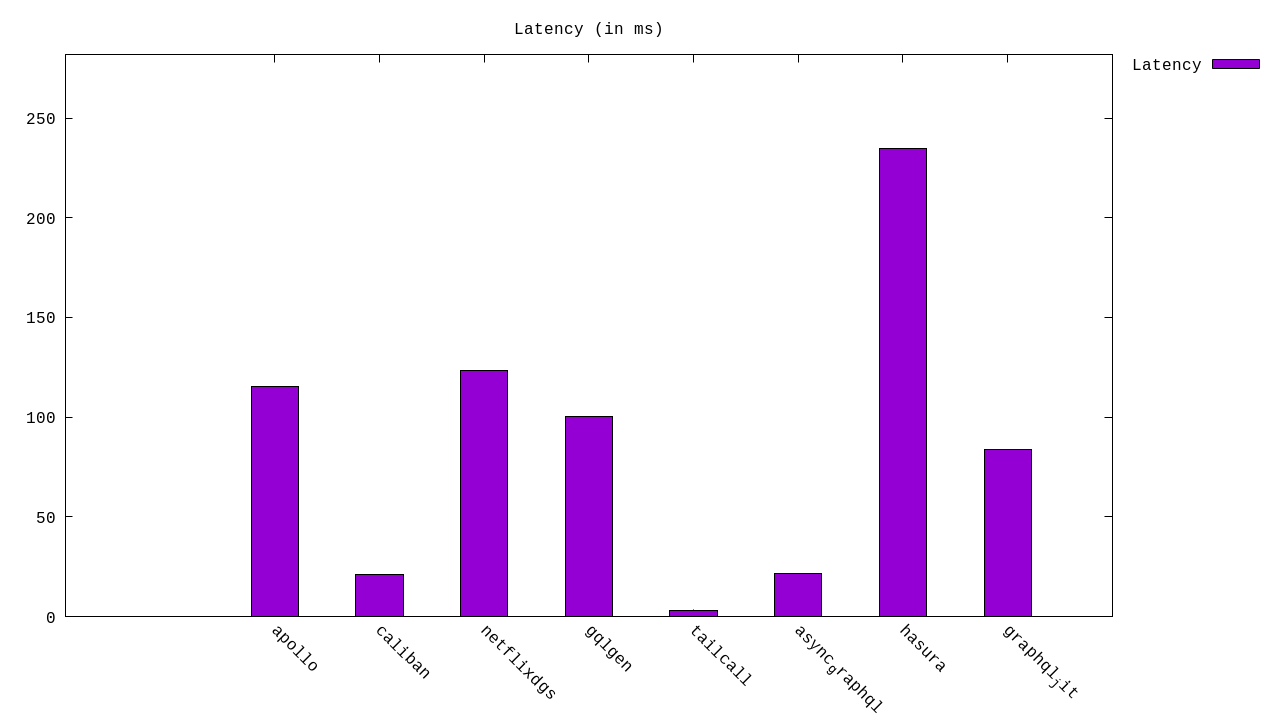 Latency (in ms)
Latency
250
200
150
100
50
0
apollo
caliban
netflixdgs
gqlgen
tailcall
async_graphql
hasura
graphql_jit